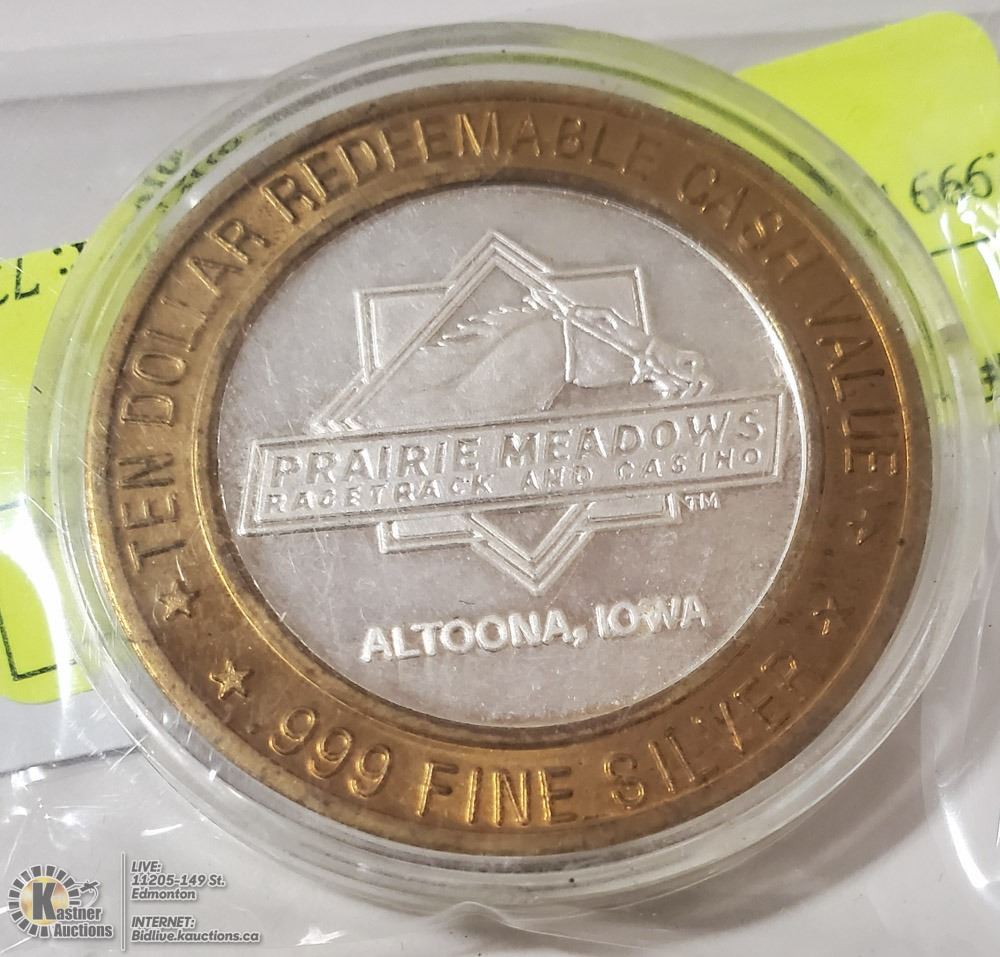 TEN DOLLAR REDEEMABLE CASH VALUE
PRAIRIE MEADOWS
RACETRACK AND CASINO
TM
ALTOONA, IOWA
.999 FINE SILVER
666
Kastner
Auctions
LIVE:
11205-149 St.
Edmonton
INTERNET:
Bidlive.kauctions.ca